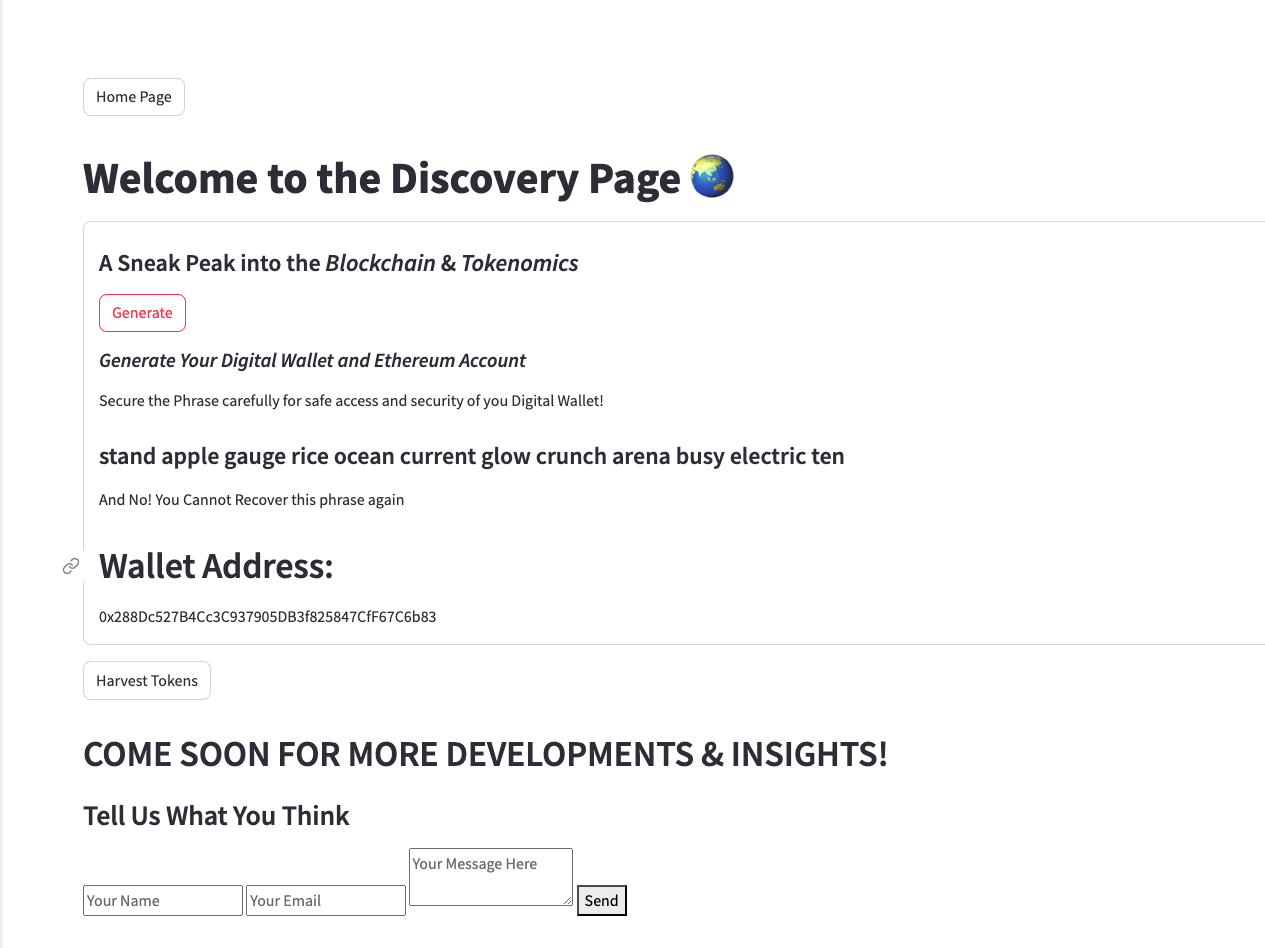 Home Page
Welcome to the Discovery Page
A Sneak Peak into the Blockchain & Tokenomics
Generate
Generate Your Digital Wallet and Ethereum Account
Secure the Phrase carefully for safe access and security of you Digital Wallet!
stand apple gauge rice ocean current glow crunch arena busy electric ten
And No! You Cannot Recover this phrase again
Wallet Address:
0x288Dc527B4Cc3C937905DB3f825847CfF67C6b83
Harvest Tokens
COME SOON FOR MORE DEVELOPMENTS & INSIGHTS!
Tell Us What You Think
Your Message Here
Your Name Your Email Send